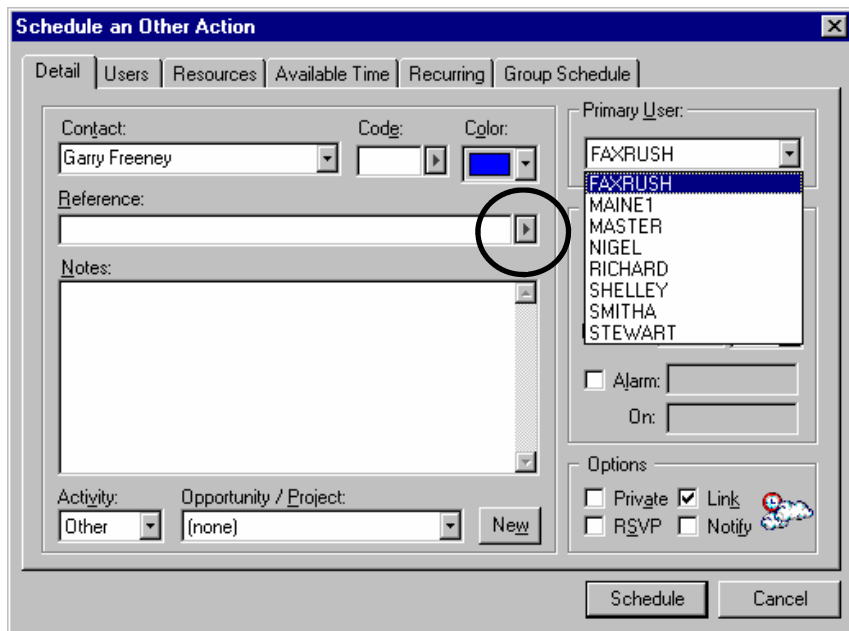 Schedule an Other Action
Detail Users Resources Available Time Recurring Group Schedule
Contact: Code: Color:
Garry Freeney
Reference:
Notes:
Activity: Opportunity / Project:
Other (none) New
Primary User:
FAXRUSH
FAXRUSH
MAINE1
MASTER
NIGEL
RICHARD
SHELLEY
SMITHA
STEWART
Alarm:
On:
Options
Private Link
RSVP Notify
Schedule Cancel